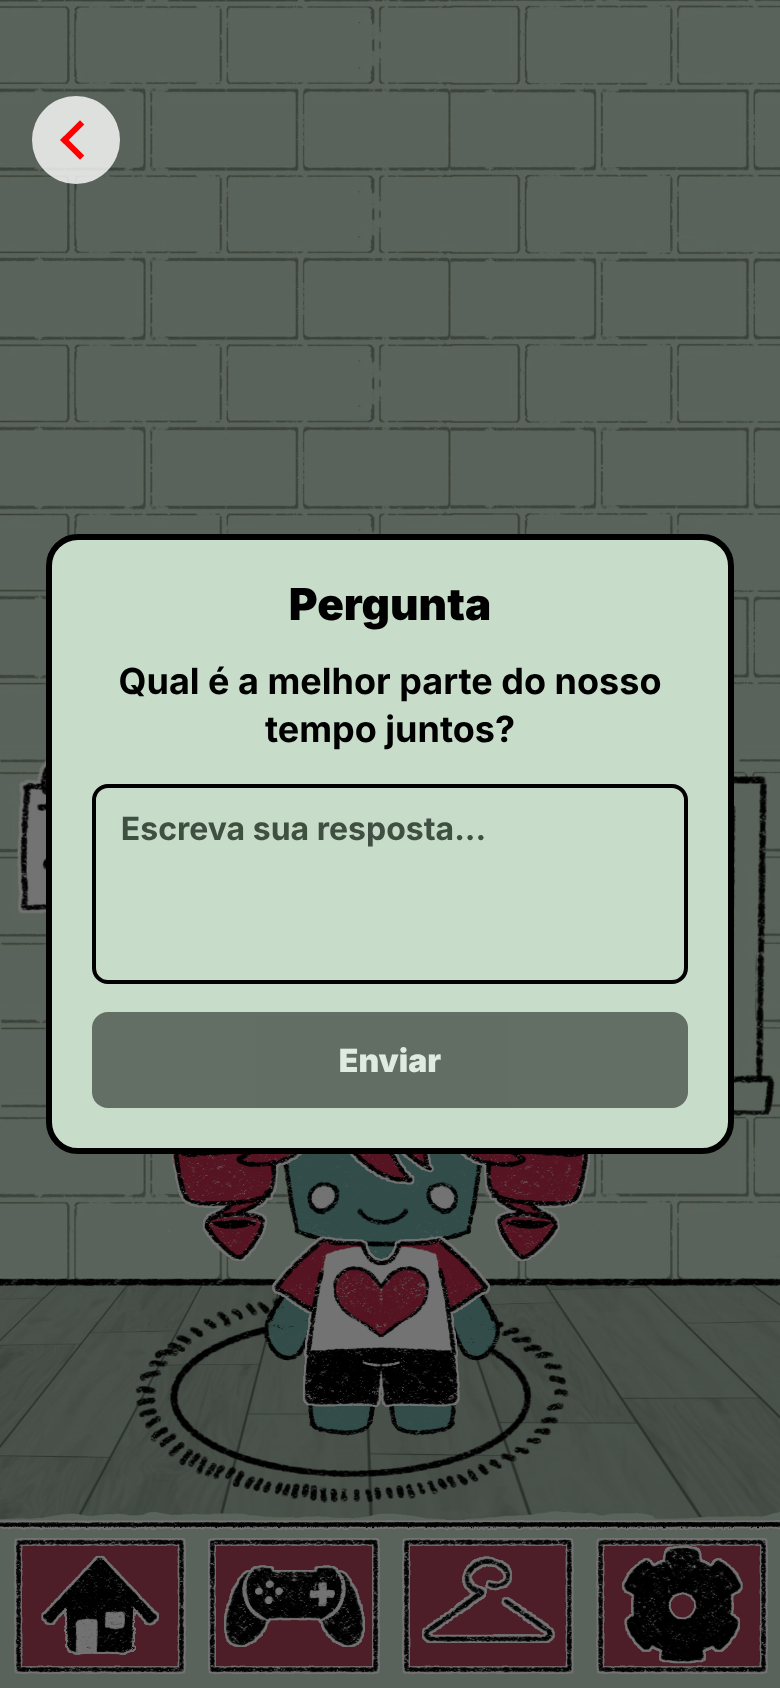 Pergunta
Qual é a melhor parte do nosso
tempo juntos?
Escreva sua resposta...
Enviar